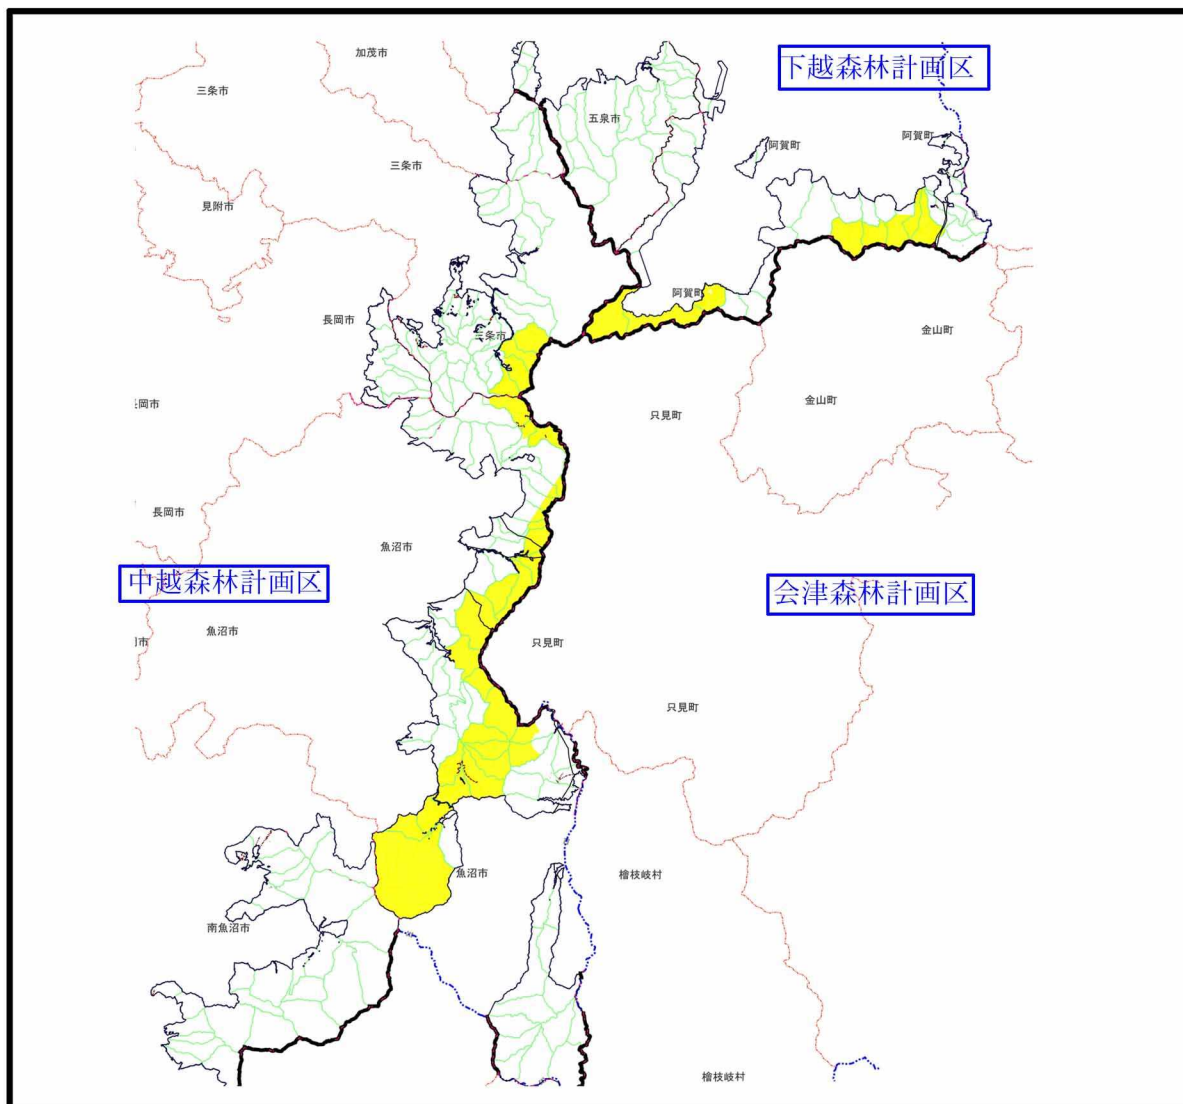 加茂市
下越森林計画区
三条市
五泉市
阿賀町
阿賀町
三条市
見附市
阿賀町
長岡市
金山町
三条市
長岡市
金山町
只見町
長岡市
魚沼市
中越森林計画区
会津森林計画区
魚沼市
只見町
只見町
魚沼市
檜枝岐村
南魚沼市
檜枝岐村